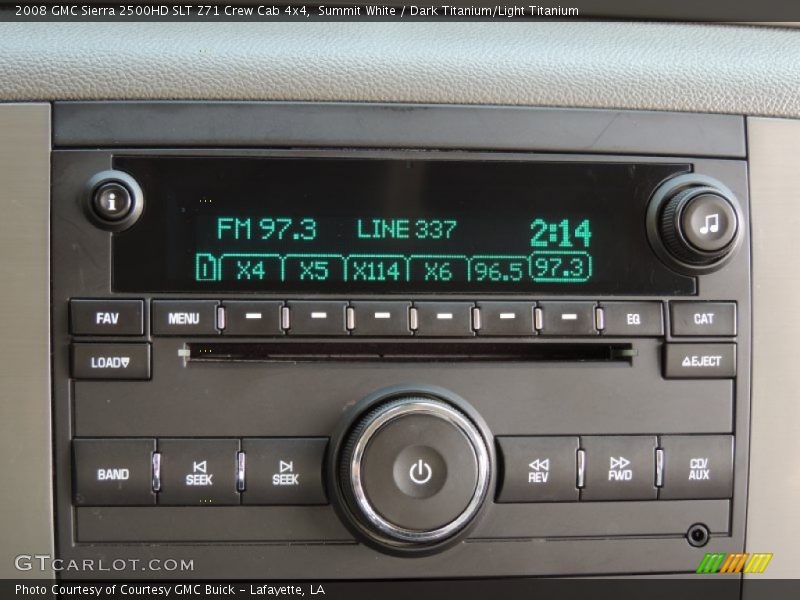 2008 GMC Sierra 2500HD SLT Z71 Crew Cab 4x4,  Summit White / Dark Titanium/Light Titanium
i
FM 97.3 LINE 337 2:14
1 X4 X5 X114 X6 96.5 97.3
FAV MENU EQ CAT
LOAD EJECT
BAND SEEK SEEK REV FWD CD/
AUX
GTCARLOT.COM
Photo Courtesy of Courtesy GMC Buick - Lafayette, LA